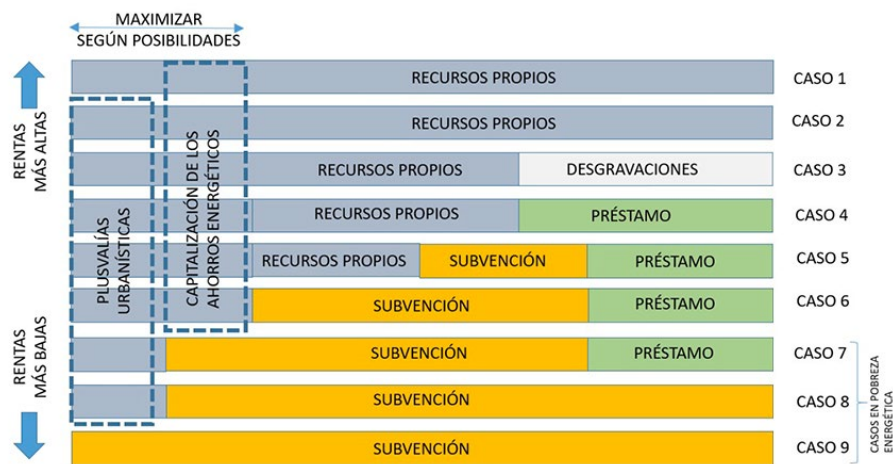 MAXIMIZAR
SEGÚN POSIBILIDADES
RENTAS
MÁS ALTAS
RENTAS
MÁS BAJAS
PLUSVALÍAS
URBANÍSTICAS
CAPITALIZACIÓN DE LOS
AHORROS ENERGÉTICOS
RECURSOS PROPIOS
CASO 1
RECURSOS PROPIOS
CASO 2
RECURSOS PROPIOS
DESGRAVACIONES
CASO 3
RECURSOS PROPIOS
PRÉSTAMO
CASO 4
RECURSOS PROPIOS
SUBVENCIÓN
PRÉSTAMO
CASO 5
SUBVENCIÓN
PRÉSTAMO
CASO 6
SUBVENCIÓN
PRÉSTAMO
CASO 7
SUBVENCIÓN
CASO 8
SUBVENCIÓN
CASO 9
CASOS EN POBREZA
ENERGÉTICA